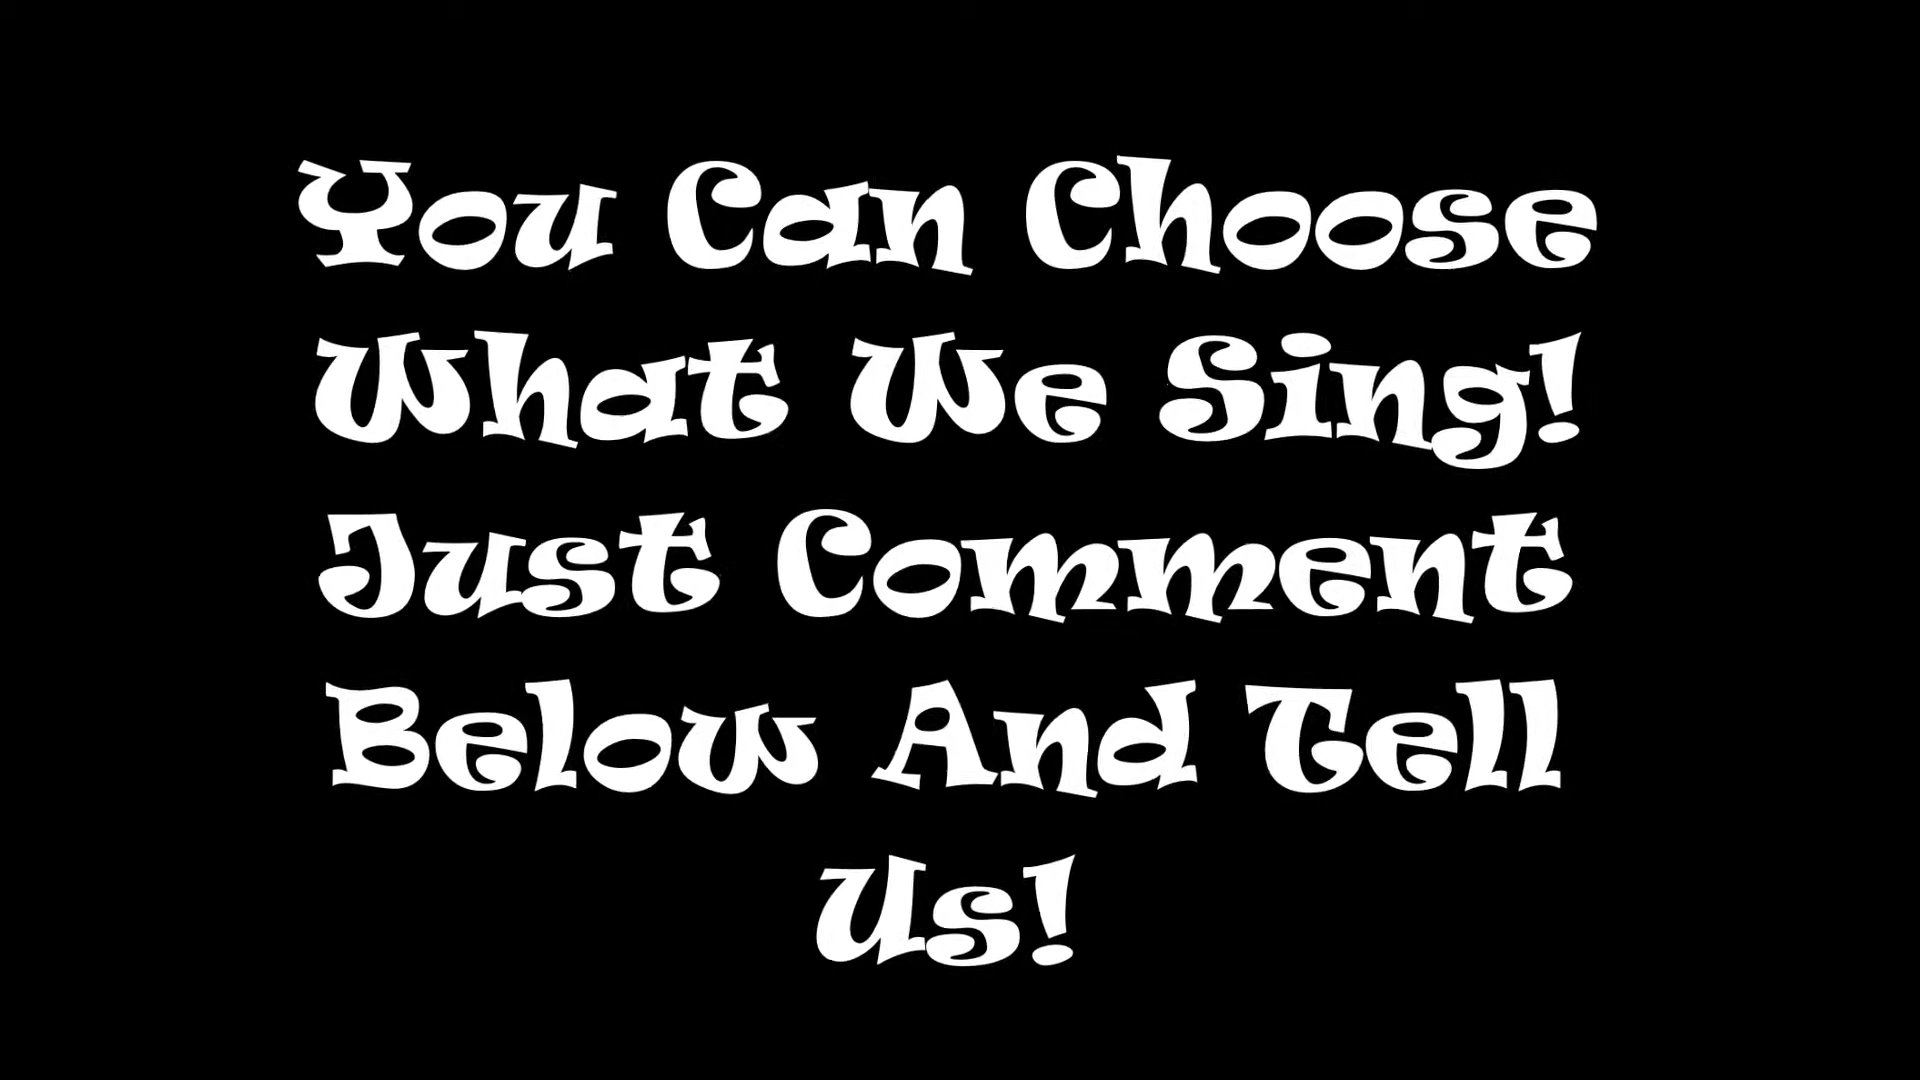 You Can Choose
What We Sing!
Just Comment
Below And Tell
Us!